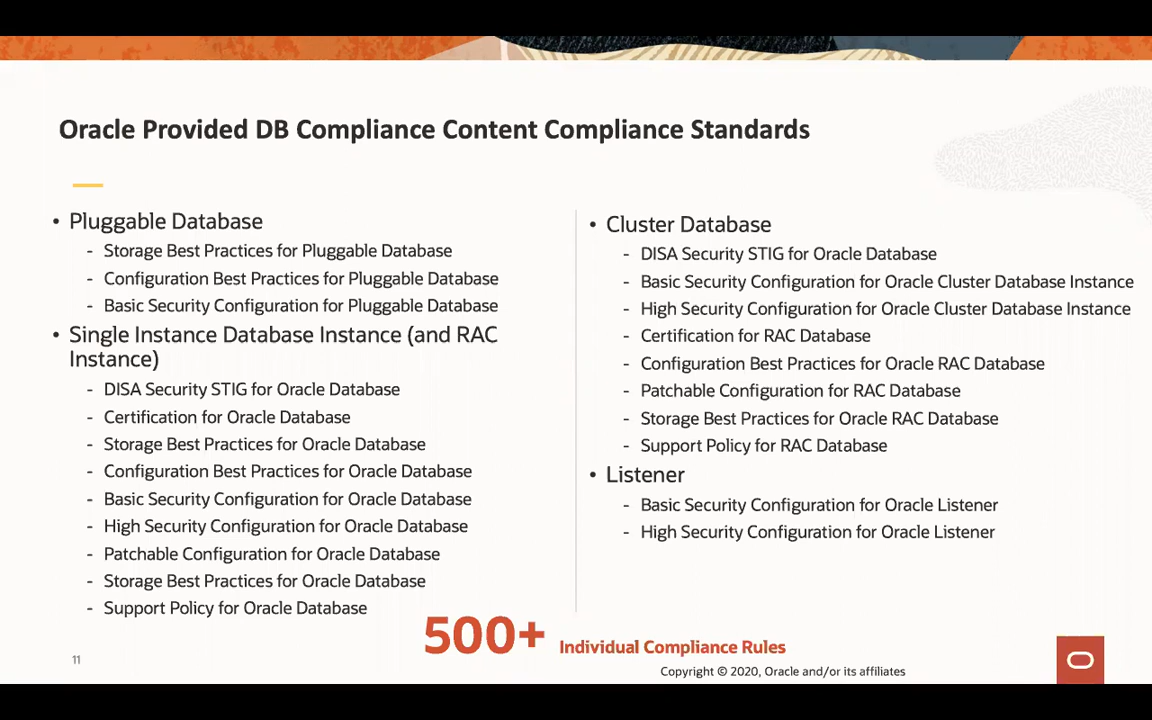 Oracle Provided DB Compliance Content Compliance Standards
• Pluggable Database
- Storage Best Practices for Pluggable Database
- Configuration Best Practices for Pluggable Database
- Basic Security Configuration for Pluggable Database
• Single Instance Database Instance (and RAC
Instance)
- DISA Security STIG for Oracle Database
- Certification for Oracle Database
- Storage Best Practices for Oracle Database
- Configuration Best Practices for Oracle Database
- Basic Security Configuration for Oracle Database
- High Security Configuration for Oracle Database
- Patchable Configuration for Oracle Database
- Storage Best Practices for Oracle Database
- Support Policy for Oracle Database
• Cluster Database
- DISA Security STIG for Oracle Database
- Basic Security Configuration for Oracle Cluster Database Instance
- High Security Configuration for Oracle Cluster Database Instance
- Certification for RAC Database
- Configuration Best Practices for Oracle RAC Database
- Patchable Configuration for RAC Database
- Storage Best Practices for Oracle RAC Database
- Support Policy for RAC Database
• Listener
- Basic Security Configuration for Oracle Listener
- High Security Configuration for Oracle Listener
500+ Individual Compliance Rules
11
Copyright © 2020, Oracle and/or its affiliates